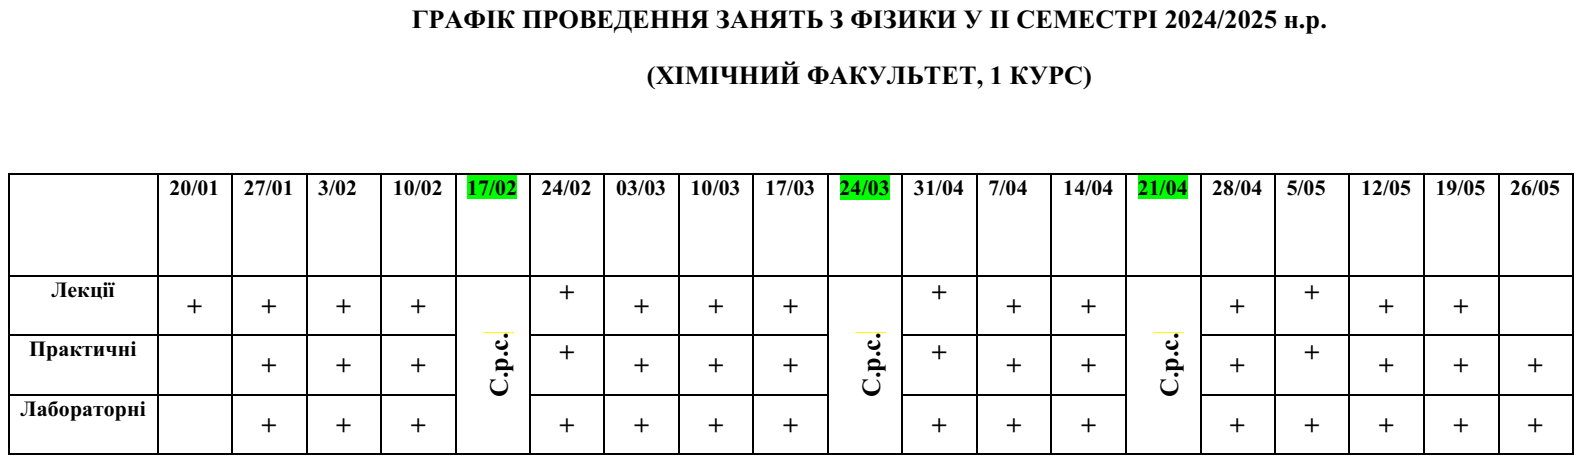 ГРАФІК ПРОВЕДЕННЯ ЗАНЯТЬ З ФІЗИКИ У ІІ СЕМЕСТРІ 2024/2025 н.р.
(ХІМІЧНИЙ ФАКУЛЬТЕТ, 1 КУРС)
20/01 27/01 3/02 10/02 17/02 24/02 03/03 10/03 17/03 24/03 31/04 7/04 14/04 21/04 28/04 5/05 12/05 19/05 26/05
Лекції + + + + С.р.с. + + + + С.р.с. + + + С.р.с. + + + +
Практичні + + + + + + + + + + + + + + +
Лабораторні + + + + + + + + + + + + + + +